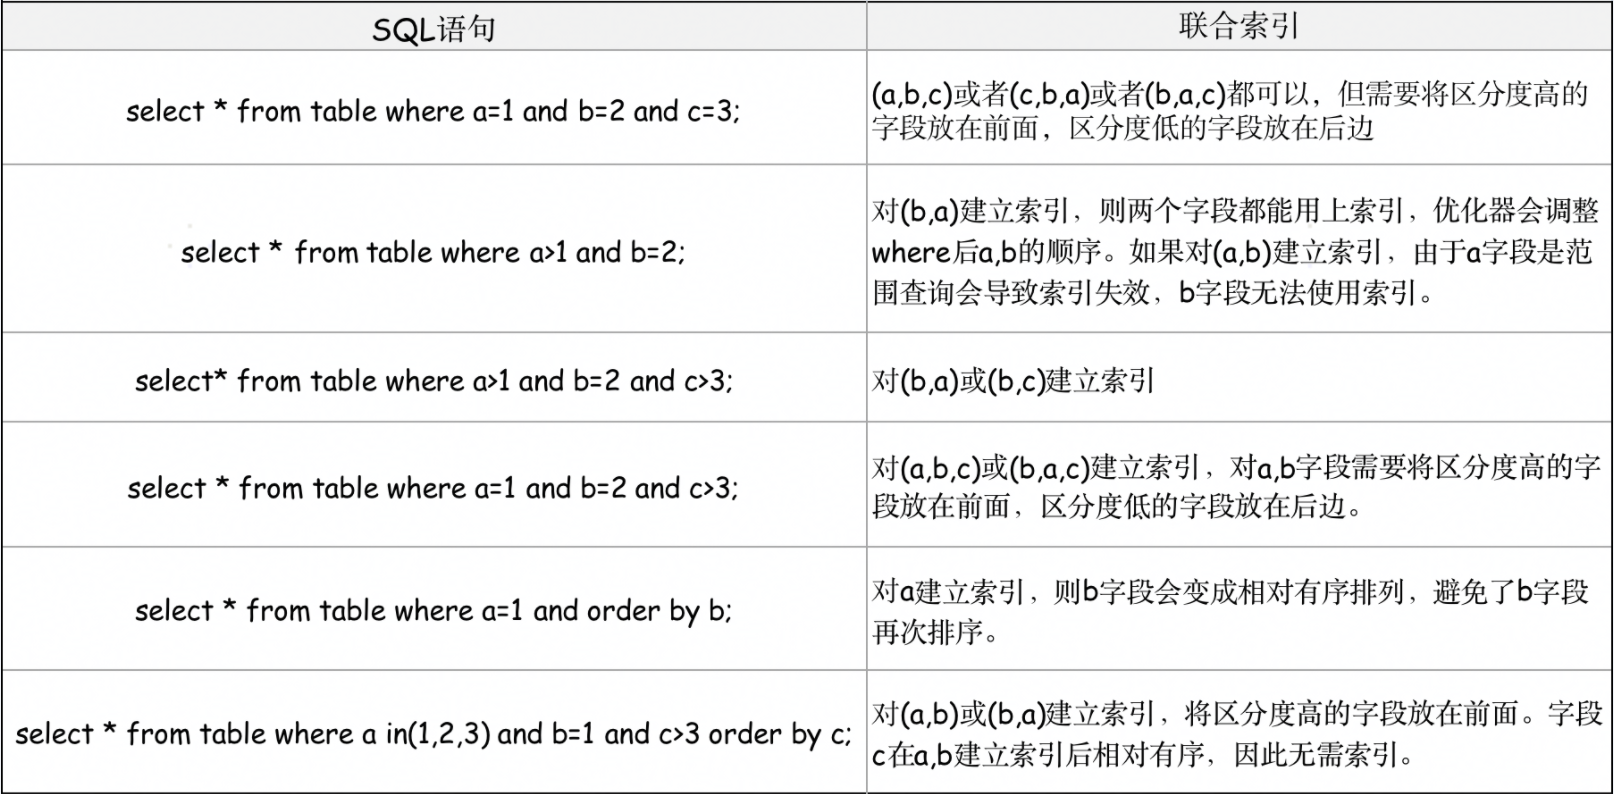 SQL语句
联合索引
select * from table where a=1 and b=2 and c=3;
(a,b,c)或者(c,b,a)或者(b,a,c)都可以，但需要将区分度高的
字段放在前面，区分度低的字段放在后边
select * from table where a>1 and b=2;
对(b,a)建立索引，则两个字段都能用上索引，优化器会调整
where后a,b的顺序。如果对(a,b)建立索引，由于a字段是范
围查询会导致索引失效，b字段无法使用索引。
select* from table where a>1 and b=2 and c>3;
对(b,a)或(b,c)建立索引
select * from table where a=1 and b=2 and c>3;
对(a,b,c)或(b,a,c)建立索引，对a,b字段需要将区分度高的字
段放在前面，区分度低的字段放在后边。
select * from table where a=1 and order by b;
对a建立索引，则b字段会变成相对有序排列，避免了b字段
再次排序。
select * from table where a in(1,2,3) and b=1 and c>3 order by c;
对(a,b)或(b,a)建立索引，将区分度高的字段放在前面。字段
c在a,b建立索引后相对有序，因此无需索引。